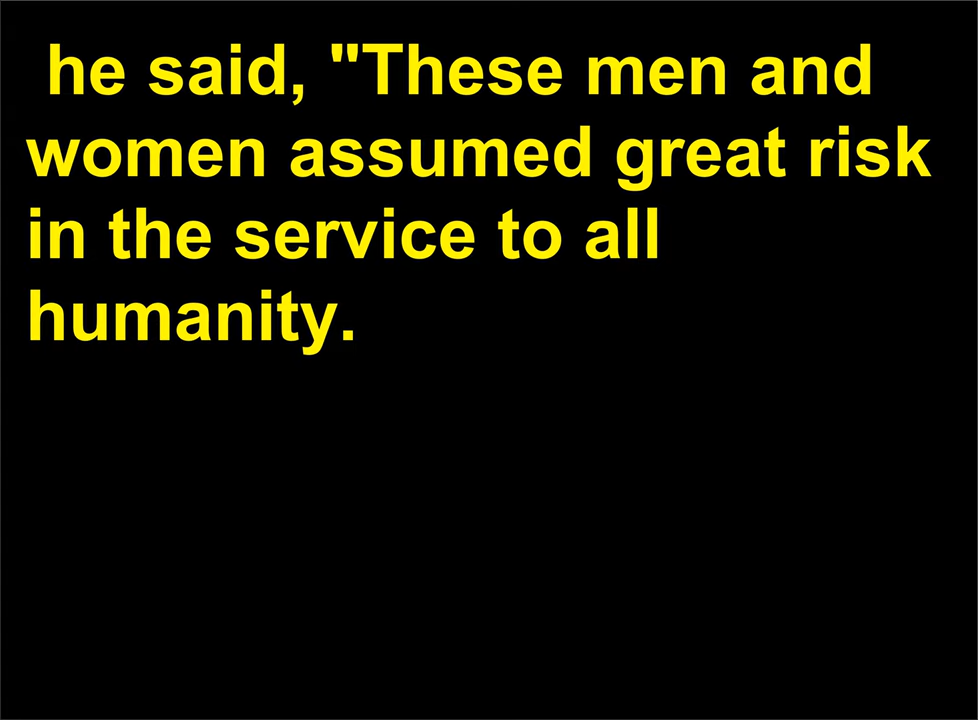 he said, "These men and
women assumed great risk
in the service to all
humanity.